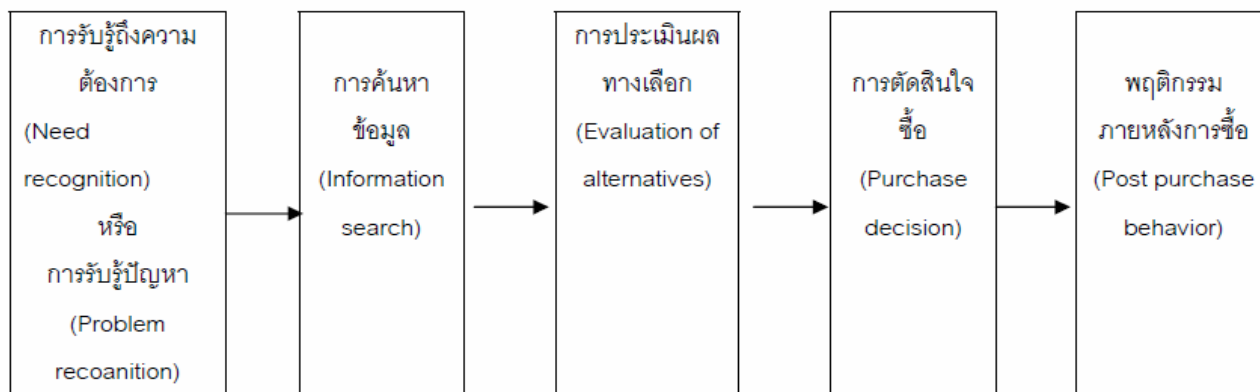 การรับรู้ถึงความ
ต้องการ
(Need
recognition)
หรือ
การรับรู้ปัญหา
(Problem
recoanition)
การค้นหา
ข้อมูล
(Information
search)
การประเมินผล
ทางเลือก
(Evaluation of
alternatives)
การตัดสินใจ
ซื้อ
(Purchase
decision)
พฤติกรรม
ภายหลังการซื้อ
(Post purchase
behavior)